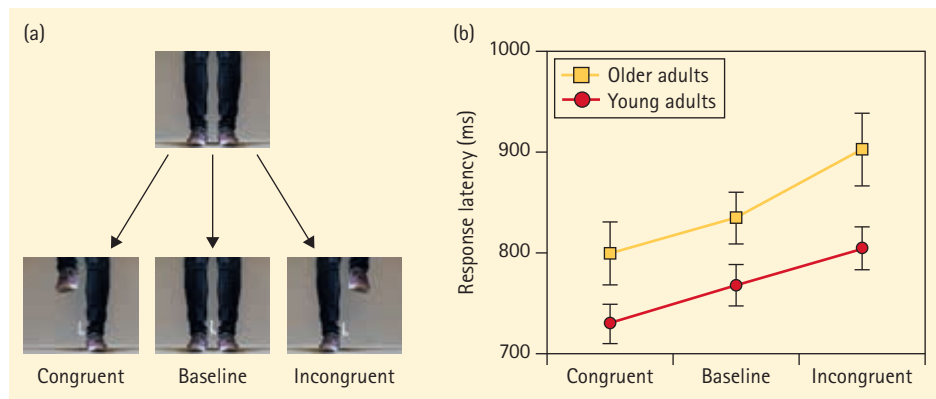 (a)
L
L
L
Congruent
Baseline
Incongruent
(b)
1000
900
800
700
Response latency (ms)
Older adults
Young adults
Congruent
Baseline
Incongruent